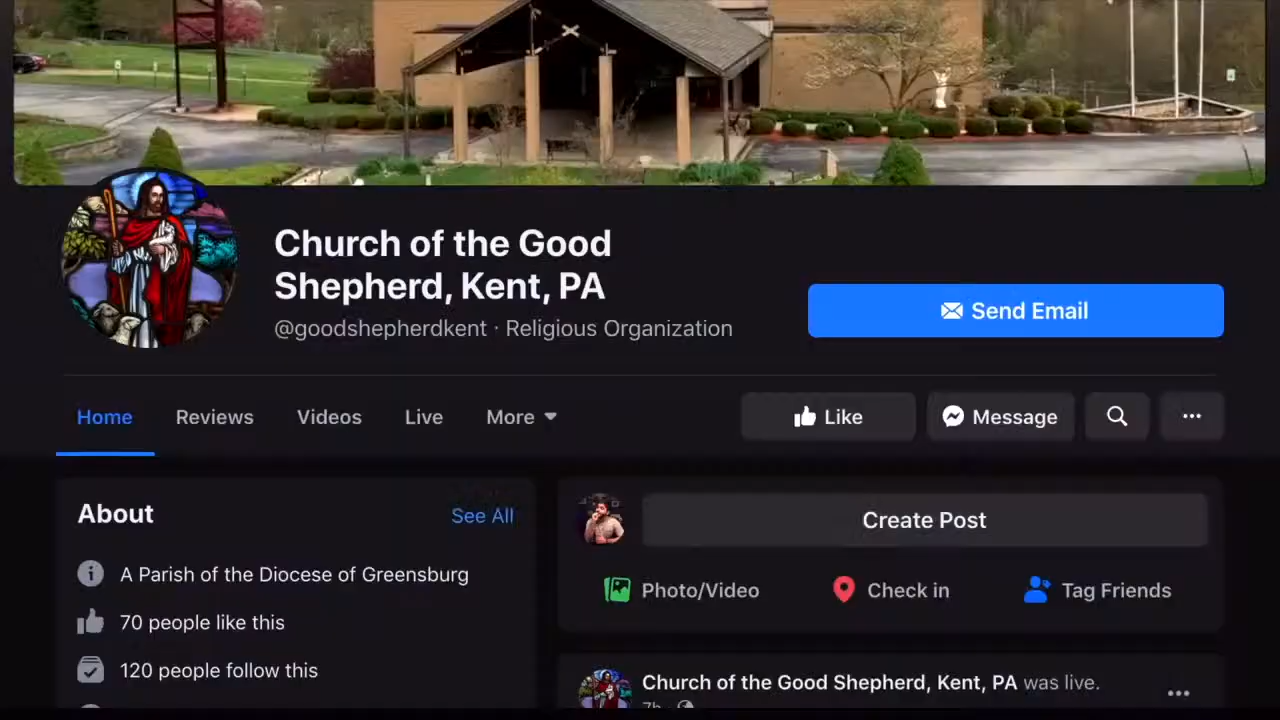 Church of the Good
Shepherd, Kent, PA
@goodshepherdkent · Religious Organization
Send Email
Home
Reviews
Videos
Live
More
Like
Message
About
See All
A Parish of the Diocese of Greensburg
70 people like this
120 people follow this
Create Post
Photo/Video
Check in
Tag Friends
Church of the Good Shepherd, Kent, PA was live.
7h